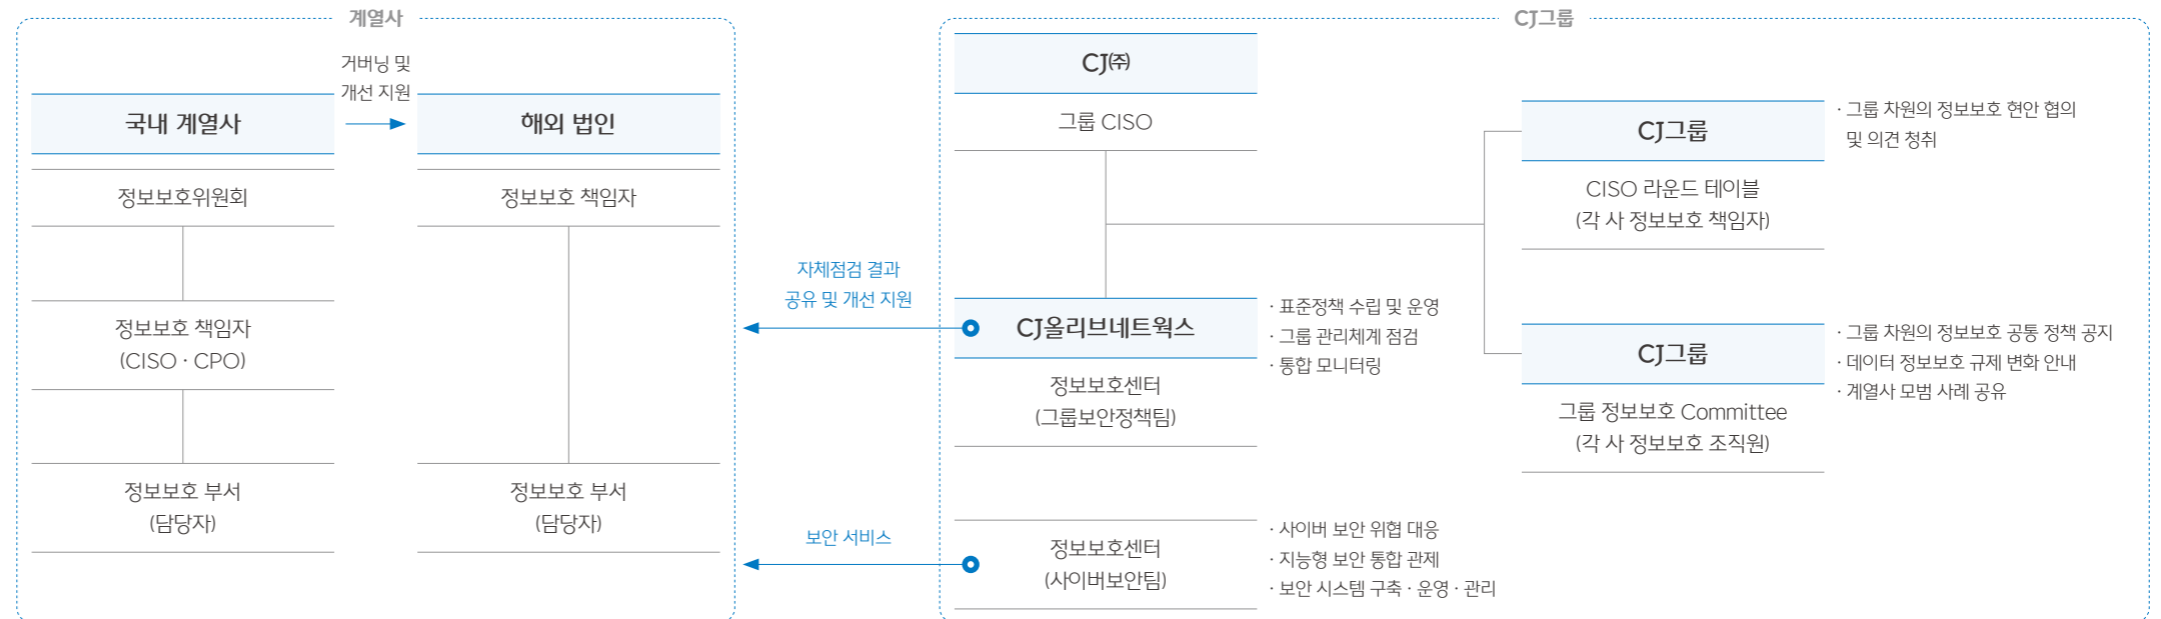 계열사
거버닝 및
개선 지원
국내 계열사
정보보호위원회
정보보호 책임자
(CISO · CPO)
정보보호 부서
(담당자)
해외 법인
정보보호 책임자
정보보호 부서
(담당자)
자체점검 결과
공유 및 개선 지원
보안 서비스
CJ그룹
CJ㈜
그룹 CISO
CJ올리브네트웍스
정보보호센터
(그룹보안정책팀)
· 표준정책 수립 및 운영
· 그룹 관리체계 점검
· 통합 모니터링
정보보호센터
(사이버보안팀)
· 사이버 보안 위협 대응
· 지능형 보안 통합 관제
· 보안 시스템 구축 · 운영 · 관리
CJ그룹
CISO 라운드 테이블
(각 사 정보보호 책임자)
· 그룹 차원의 정보보호 현안 협의
및 의견 청취
CJ그룹
그룹 정보보호 Committee
(각 사 정보보호 조직원)
· 그룹 차원의 정보보호 공통 정책 공지
· 데이터 정보보호 규제 변화 안내
· 계열사 모범 사례 공유